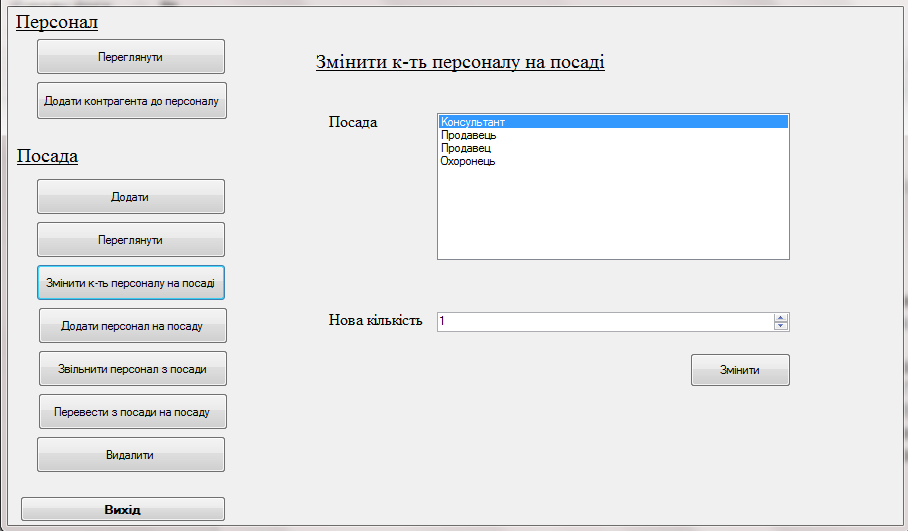 Персонал
Переглянути
Додати контрагента до персоналу
Посада
Додати
Переглянути
Змінити к-ть персоналу на посаді
Додати персонал на посаду
Звільнити персонал з посади
Перевести з посади на посаду
Видалити
Вихід
Змінити к-ть персоналу на посаді
Посада
Консультант
Продавець
Продавец
Охоронець
Нова кількість
1
Змінити